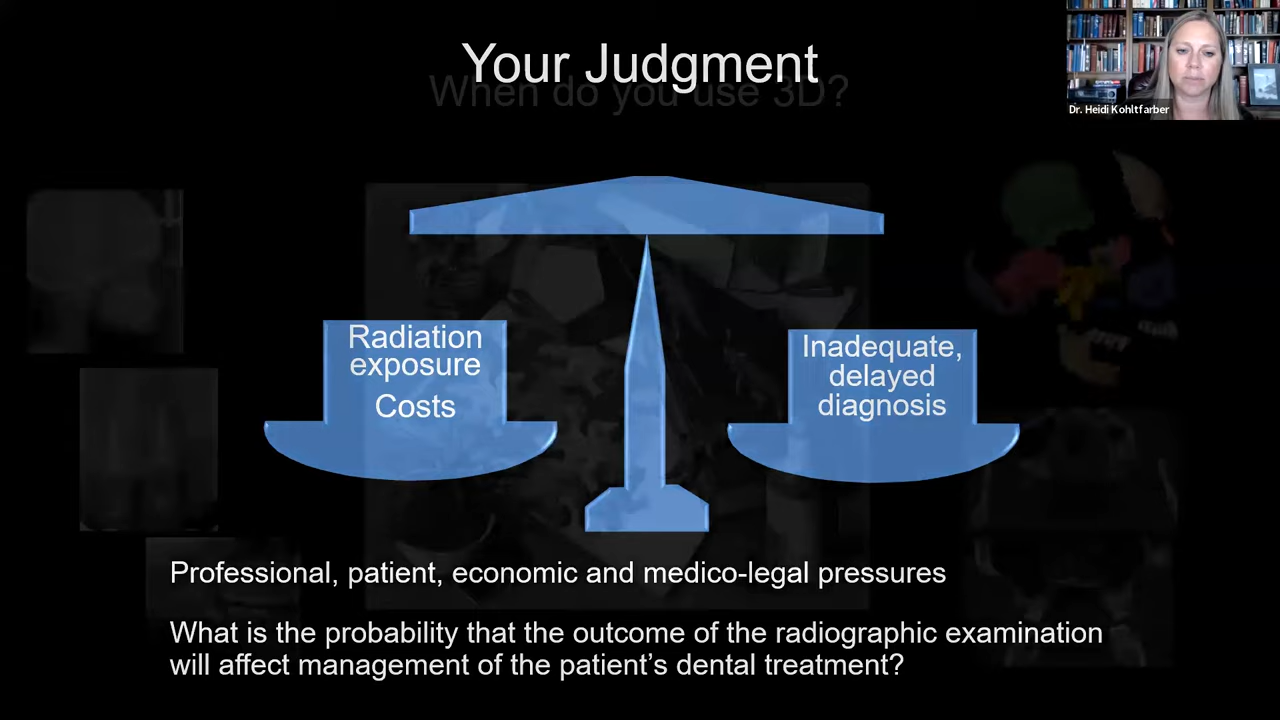 Your Judgment
When do you use 3D?
Dr. Heidi Kohltfarber
Radiation
exposure
Costs
Inadequate,
delayed
diagnosis
Professional, patient, economic and medico-legal pressures
What is the probability that the outcome of the radiographic examination
will affect management of the patient’s dental treatment?